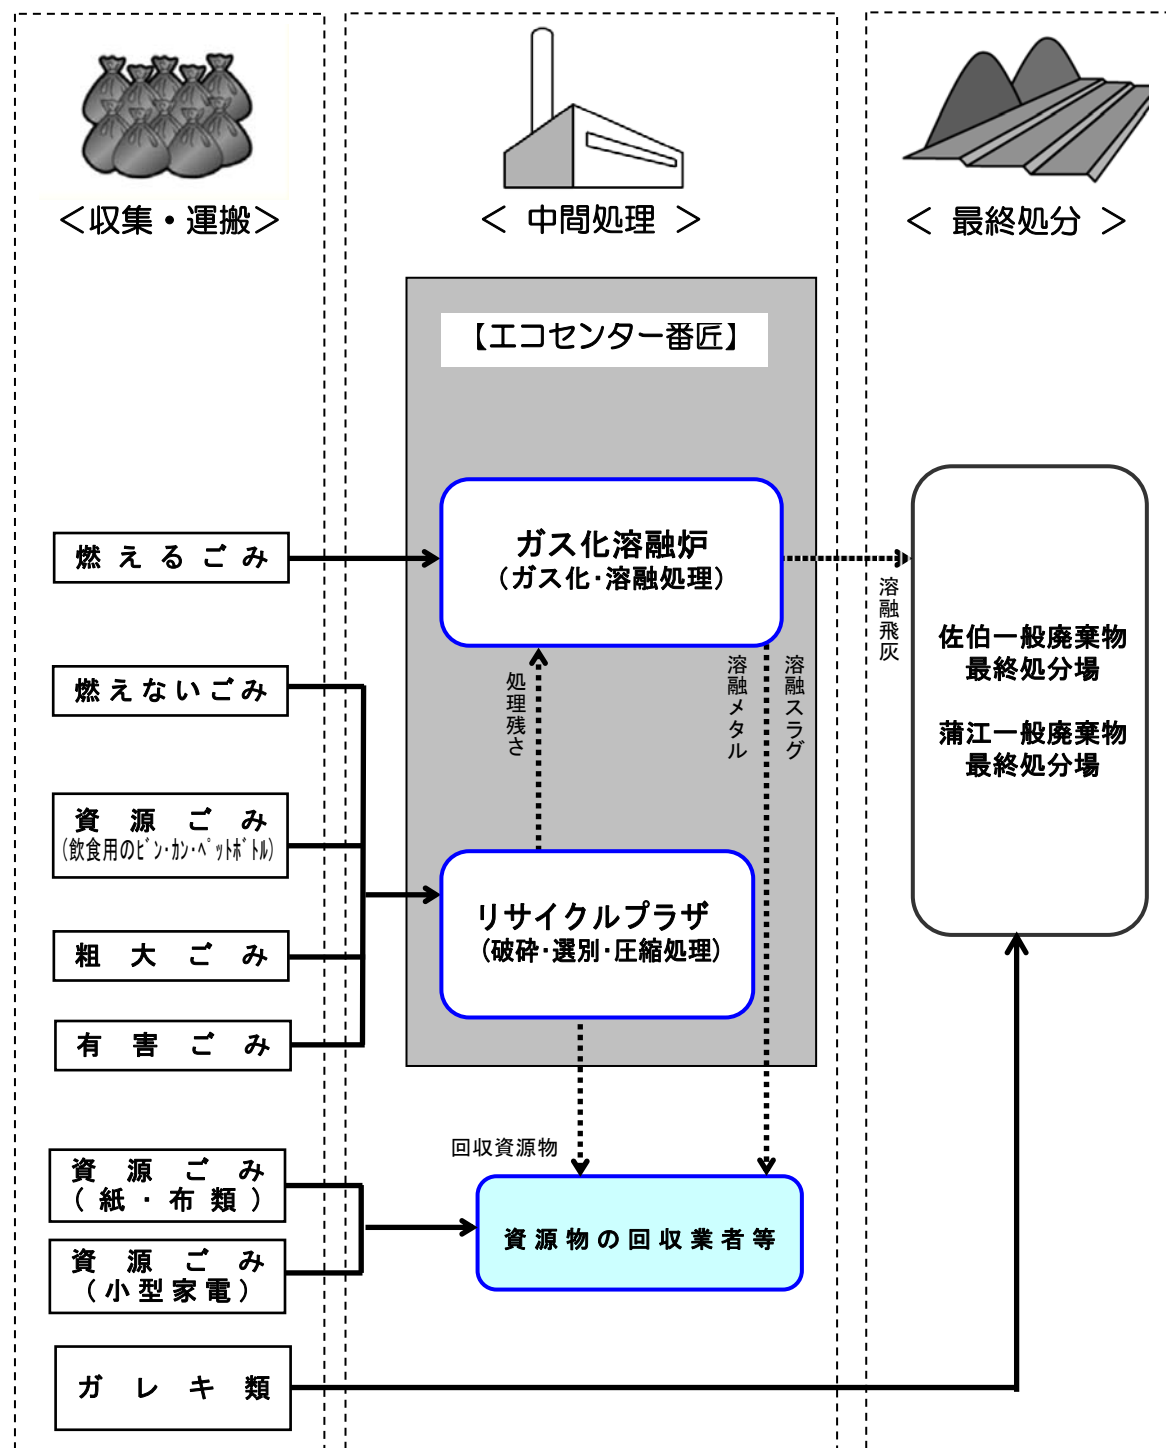 ＜収集・運搬＞
＜ 中間処理 ＞
＜ 最終処分 ＞
【エコセンター番匠】
燃えるごみ
ガス化溶融炉
（ガス化・溶融処理）
溶融飛灰
佐伯一般廃棄物
最終処分場
蒲江一般廃棄物
最終処分場
燃えないごみ
処理残さ
溶融メタル
溶融スラグ
資源ごみ
（飲食用のﾋﾞﾝ・ｶﾝ・ﾍﾟｯﾄﾎﾞﾄﾙ）
リサイクルプラザ
（破砕・選別・圧縮処理）
粗大ごみ
有害ごみ
回収資源物
資源ごみ
（紙・布類）
資源物の回収業者等
資源ごみ
（小型家電）
ガレキ類